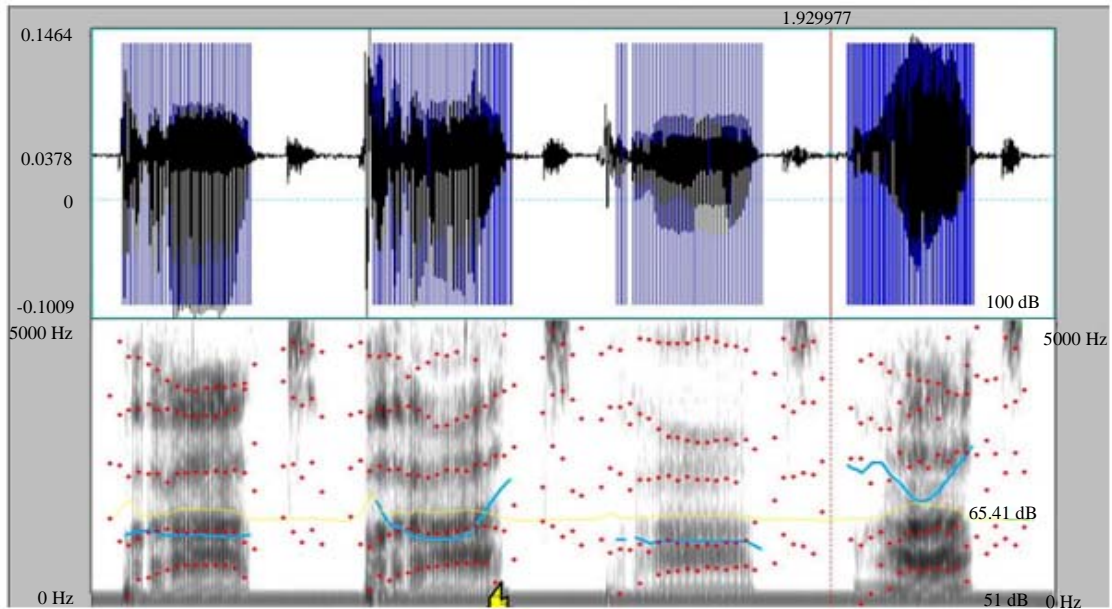 1.929977
0.1464
0.0378
0
-0.1009
100 dB
5000 Hz
5000 Hz
65.41 dB
0 Hz
51 dB
0 Hz